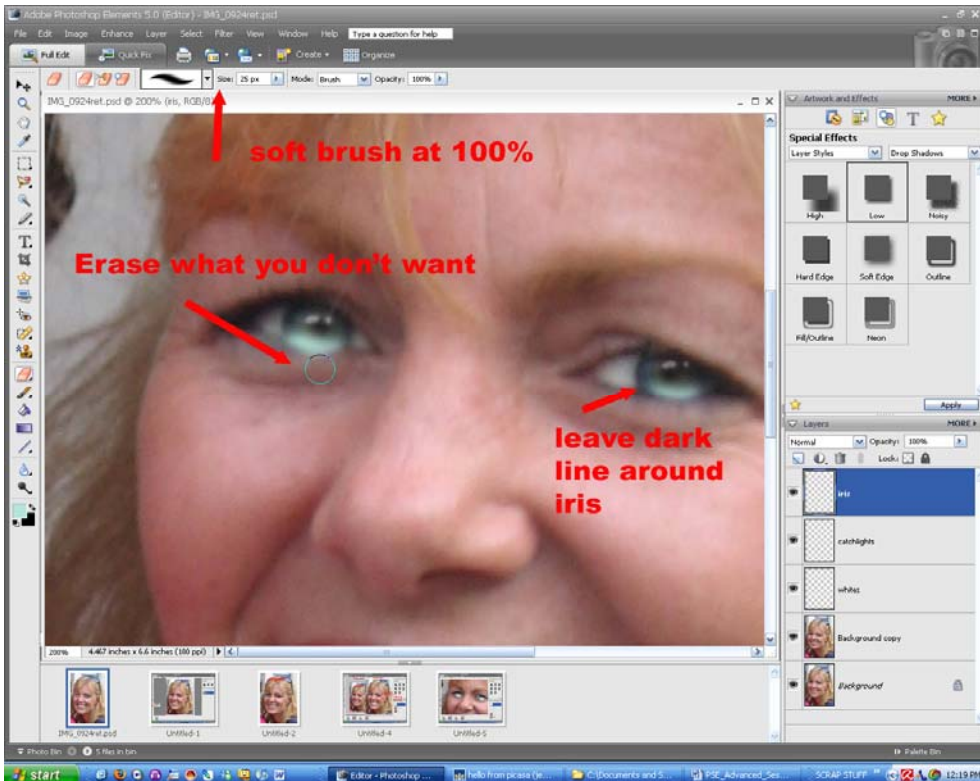 Adobe Photoshop Elements 5.0 (Editor) - IMG_0924ret.psd
File Edit Image Enhance Layer Select Filter View Window Help Type a question for help
Full Edit Quick Fix Create Organize
Size: 25 px Mode: Brush Opacity: 100%
IMG_0924ret.psd @ 200% (iris, RGB/8
soft brush at 100%
Erase what you don't want
leave dark
line around
iris
200% 4.467 inches x 6.6 inches (180 ppi)
Artwork and Effects MORE
Special Effects
Layer Styles Drop Shadows
High Low Noisy
Hard Edge Soft Edge Outline
Fill/Outline Neon
Apply
Layers MORE
Normal Opacity: 100%
Lock:
iris
catchlights
whites
Background copy
Background
IMG_0924ret.psd Untitled-1 Untitled-2 Untitled-4 Untitled-5
Photo Bin 5 files in bin Palette Bin
start Editor - Photoshop ... hello from picasa (je... C:\Documents and S... PSE_Advanced_Ses... SCRAP STUFF 12:10 PM